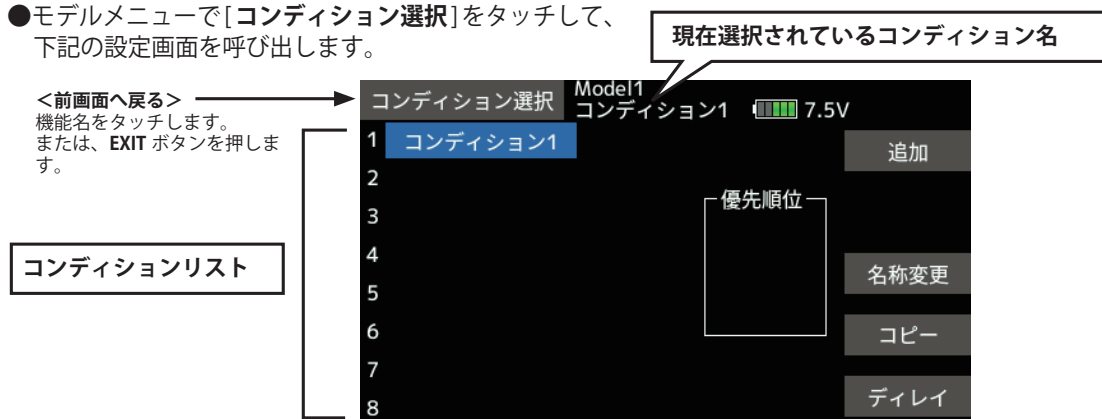 ●モデルメニューで[コンディション選択]をタッチして、
下記の設定画面を呼び出します。
現在選択されているコンディション名
<前画面へ戻る>
機能名をタッチします。
または、EXIT ボタンを押しま
す。
コンディションリスト
コンディション選択
Model1
コンディション1 7.5V
1 コンディション1
2
3
4
5
6
7
8
優先順位
追加
名称変更
コピー
ディレイ